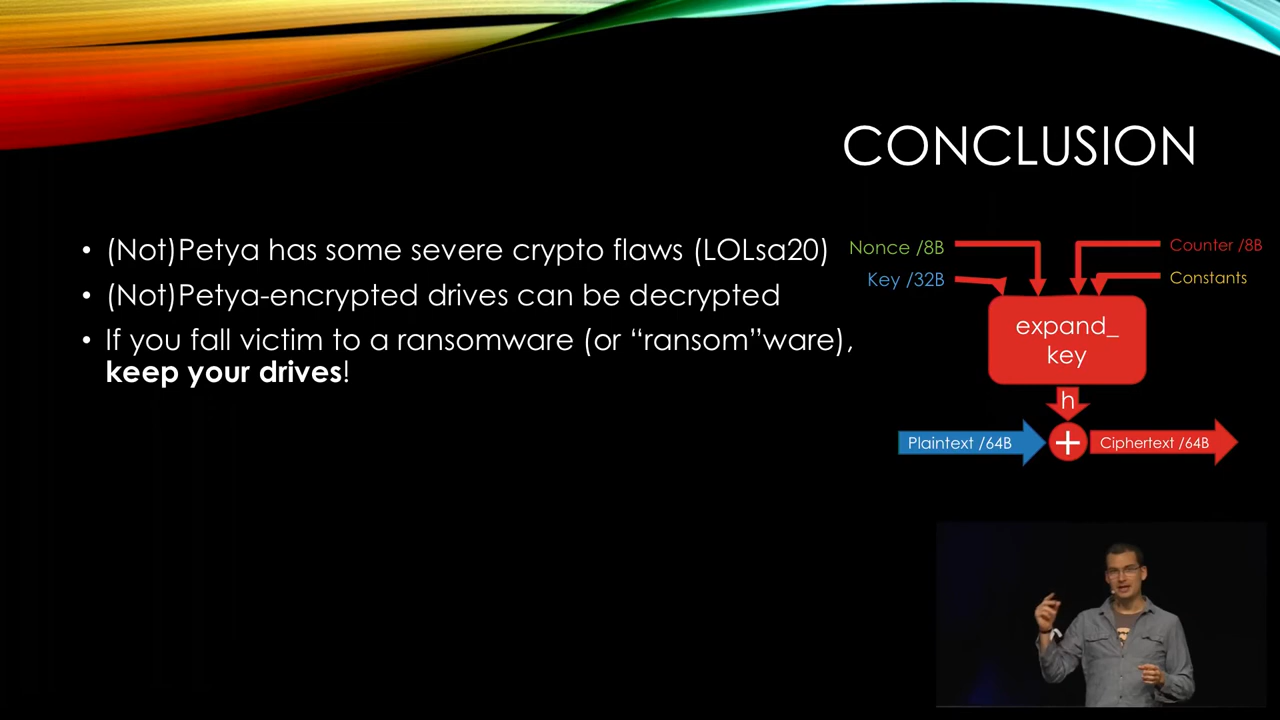 CONCLUSION
• (Not)Petya has some severe crypto flaws (LOLsa20)
• (Not)Petya-encrypted drives can be decrypted
• If you fall victim to a ransomware (or “ransom”ware),
keep your drives!
Nonce /8B
Counter /8B
Key /32B
Constants
expand_
key
h
Plaintext /64B
+
Ciphertext /64B